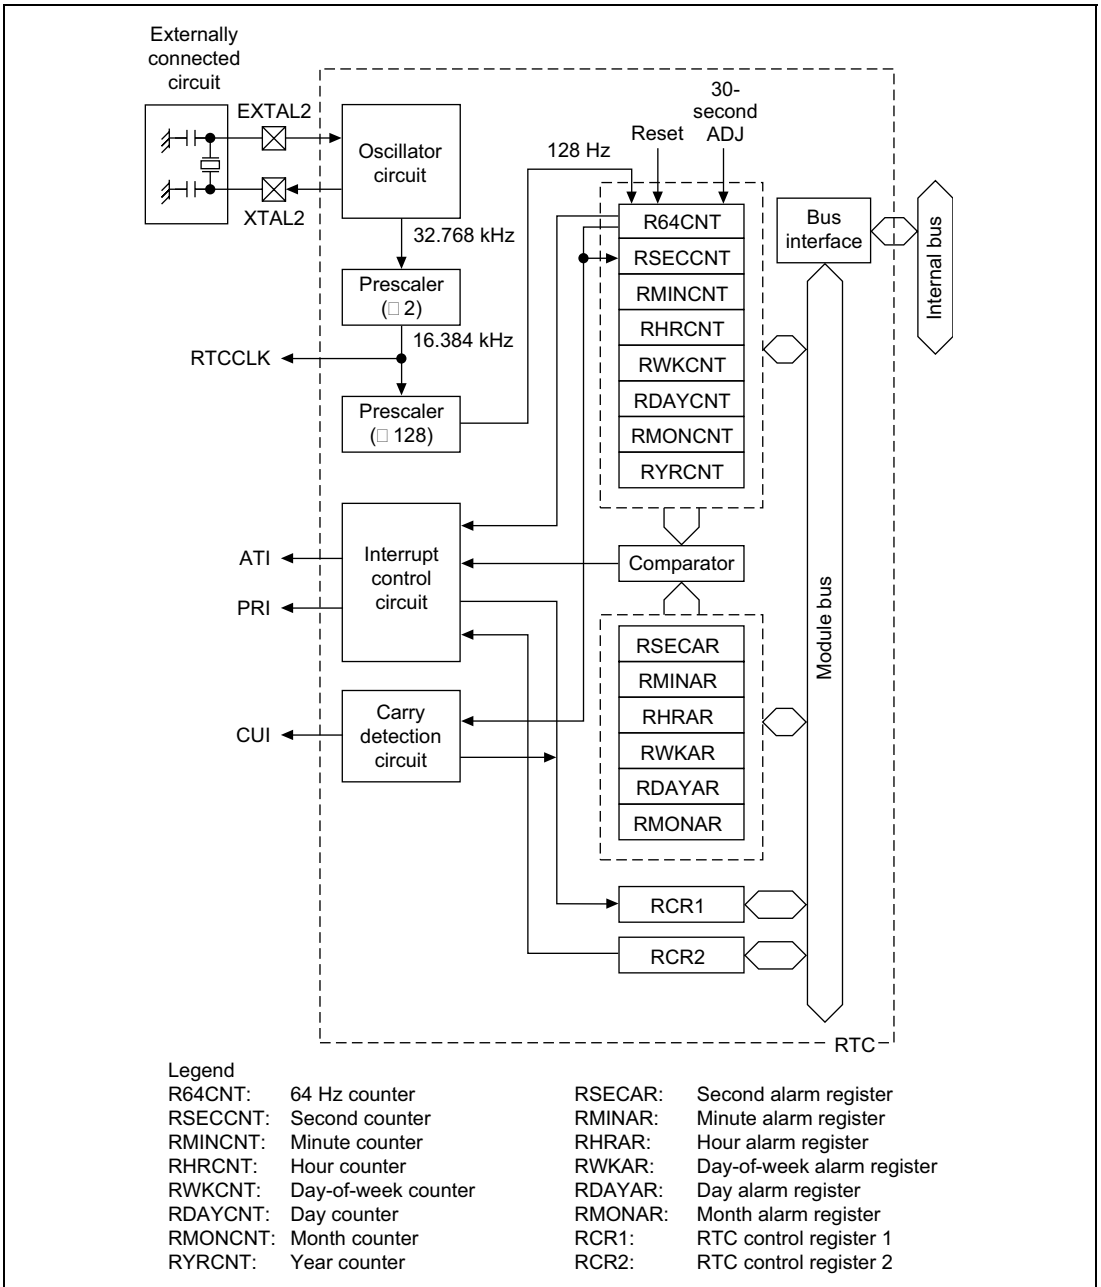 Externally
connected
circuit
EXTAL2
XTAL2
Oscillator
circuit
32.768 kHz
Prescaler
(□ 2)
16.384 kHz
RTCCLK
Prescaler
(□ 128)
128 Hz
Reset
30-
second
ADJ
R64CNT
RSECCNT
RMINCNT
RHRCNT
RWKCNT
RDAYCNT
RMONCNT
RYRCNT
Bus
interface
Internal bus
Module bus
ATI
PRI
Interrupt
control
circuit
Comparator
CUI
Carry
detection
circuit
RSECAR
RMINAR
RHRAR
RWKAR
RDAYAR
RMONAR
RCR1
RCR2
RTC
Legend
R64CNT: 64 Hz counter
RSECCNT: Second counter
RMINCNT: Minute counter
RHRCNT: Hour counter
RWKCNT: Day-of-week counter
RDAYCNT: Day counter
RMONCNT: Month counter
RYRCNT: Year counter
RSECAR: Second alarm register
RMINAR: Minute alarm register
RHRAR: Hour alarm register
RWKAR: Day-of-week alarm register
RDAYAR: Day alarm register
RMONAR: Month alarm register
RCR1: RTC control register 1
RCR2: RTC control register 2